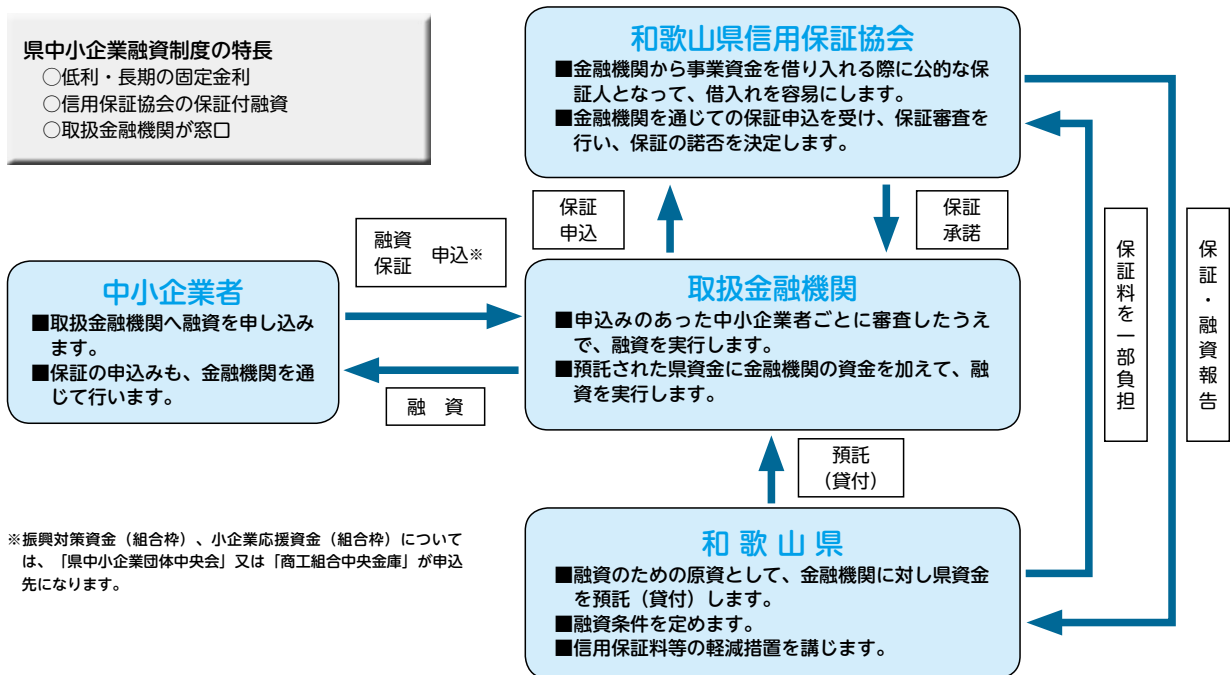 県中小企業融資制度の特長
○低利・長期の固定金利
○信用保証協会の保証付融資
○取扱金融機関が窓口
和歌山県信用保証協会
■金融機関から事業資金を借り入れる際に公的な保
証人となって、借入れを容易にします。
■金融機関を通じての保証申込を受け、保証審査を
行い、保証の諾否を決定します。
保証
申込
保証
承諾
融資
保証
申込※
中小企業者
■取扱金融機関へ融資を申し込み
ます。
■保証の申込みも、金融機関を通
じて行います。
融 資
取扱金融機関
■申込みのあった中小企業者ごとに審査したうえ
で、融資を実行します。
■預託された県資金に金融機関の資金を加えて、融
資を実行します。
保証料を一部負担
保証・融資報告
預託
(貸付)
※振興対策資金（組合枠）、小企業応援資金（組合枠）について
は、「県中小企業団体中央会」又は「商工組合中央金庫」が申込
先になります。
和 歌 山 県
■融資のための原資として、金融機関に対し県資金
を預託（貸付）します。
■融資条件を定めます。
■信用保証料等の軽減措置を講じます。